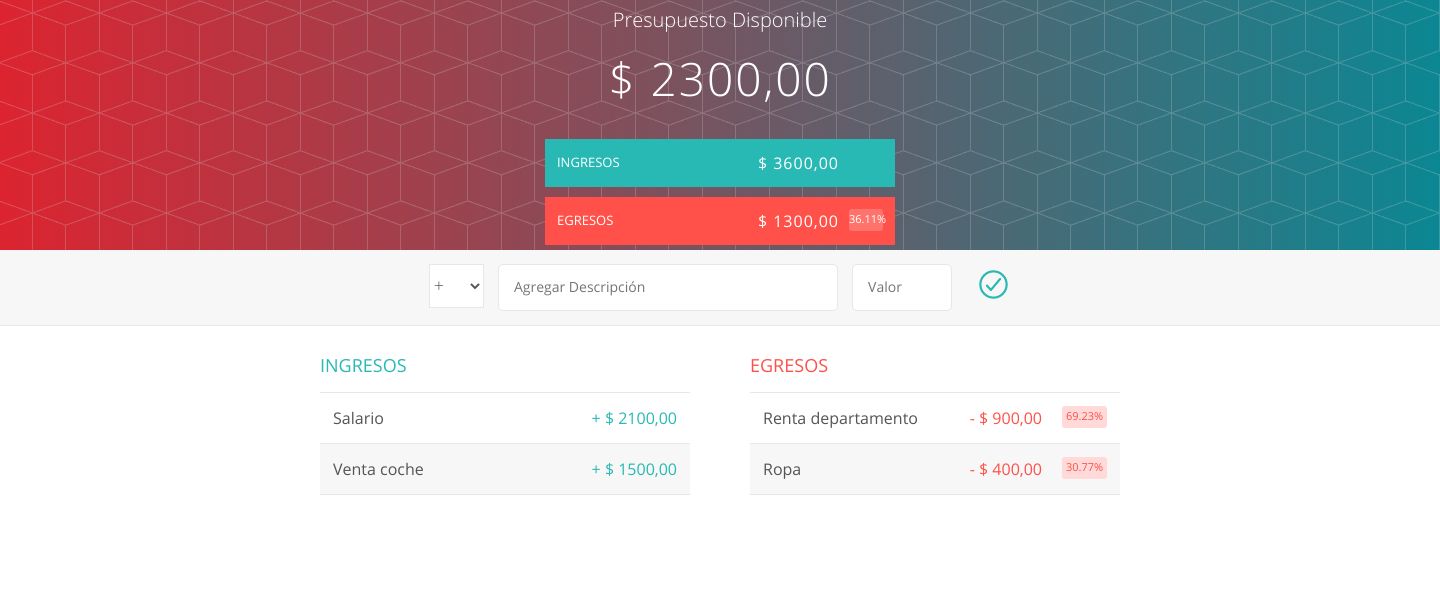 Presupuesto Disponible
$ 2300,00
INGRESOS $ 3600,00
EGRESOS $ 1300,00 36.11%
+ Agregar Descripción Valor
INGRESOS
Salario + $ 2100,00
Venta coche + $ 1500,00
EGRESOS
Renta departamento - $ 900,00 69.23%
Ropa - $ 400,00 30.77%